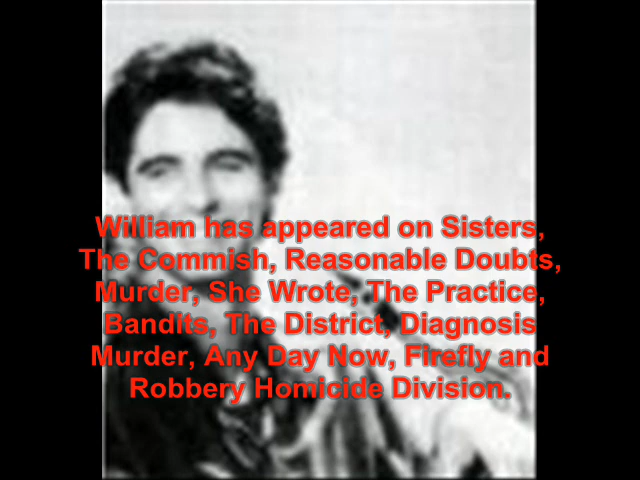 William has appeared on Sisters,
The Commish, Reasonable Doubts,
Murder, She Wrote, The Practice,
Bandits, The District, Diagnosis
Murder, Any Day Now, Firefly and
Robbery Homicide Division.